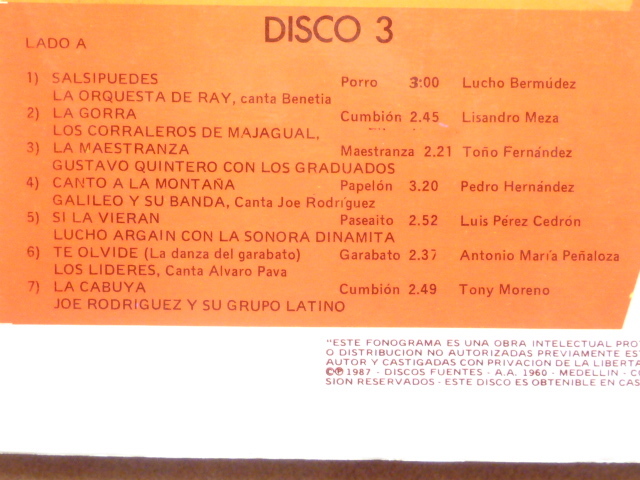 DISCO 3
LADO A
1) SALSIPUEDES Porro 3:00 Lucho Bermúdez
LA ORQUESTA DE RAY, canta Benetia
2) LA GORRA Cumbión 2.45 Lisandro Meza
LOS CORRALEROS DE MAJAGUAL,
3) LA MAESTRANZA Maestranza 2.21 Toño Fernández
GUSTAVO QUINTERO CON LOS GRADUADOS
4) CANTO A LA MONTAÑA Papelón 3.20 Pedro Hernández
GALILEO Y SU BANDA, Canta Joe Rodríguez
5) SI LA VIERAN Paseaito 2.52 Luis Pérez Cedrón
LUCHO ARGAIN CON LA SONORA DINAMITA
6) TE OLVIDE (La danza del garabato) Garabato 2.37 Antonio María Peñaloza
LOS LIDERES, Canta Alvaro Pava
7) LA CABUYA Cumbión 2.49 Tony Moreno
JOE RODRIGUEZ Y SU GRUPO LATINO
"ESTE FONOGRAMA ES UNA OBRA INTELECTUAL PRO
O DISTRIBUCION NO AUTORIZADAS PREVIAMENTE ES
AUTOR Y CASTIGADAS CON PRIVACION DE LA LIBERTA
©℗ 1987 - DISCOS FUENTES - A.A. 1960 - MEDELLIN - C
SION RESERVADOS - ESTE DISCO ES OBTENIBLE EN CAS